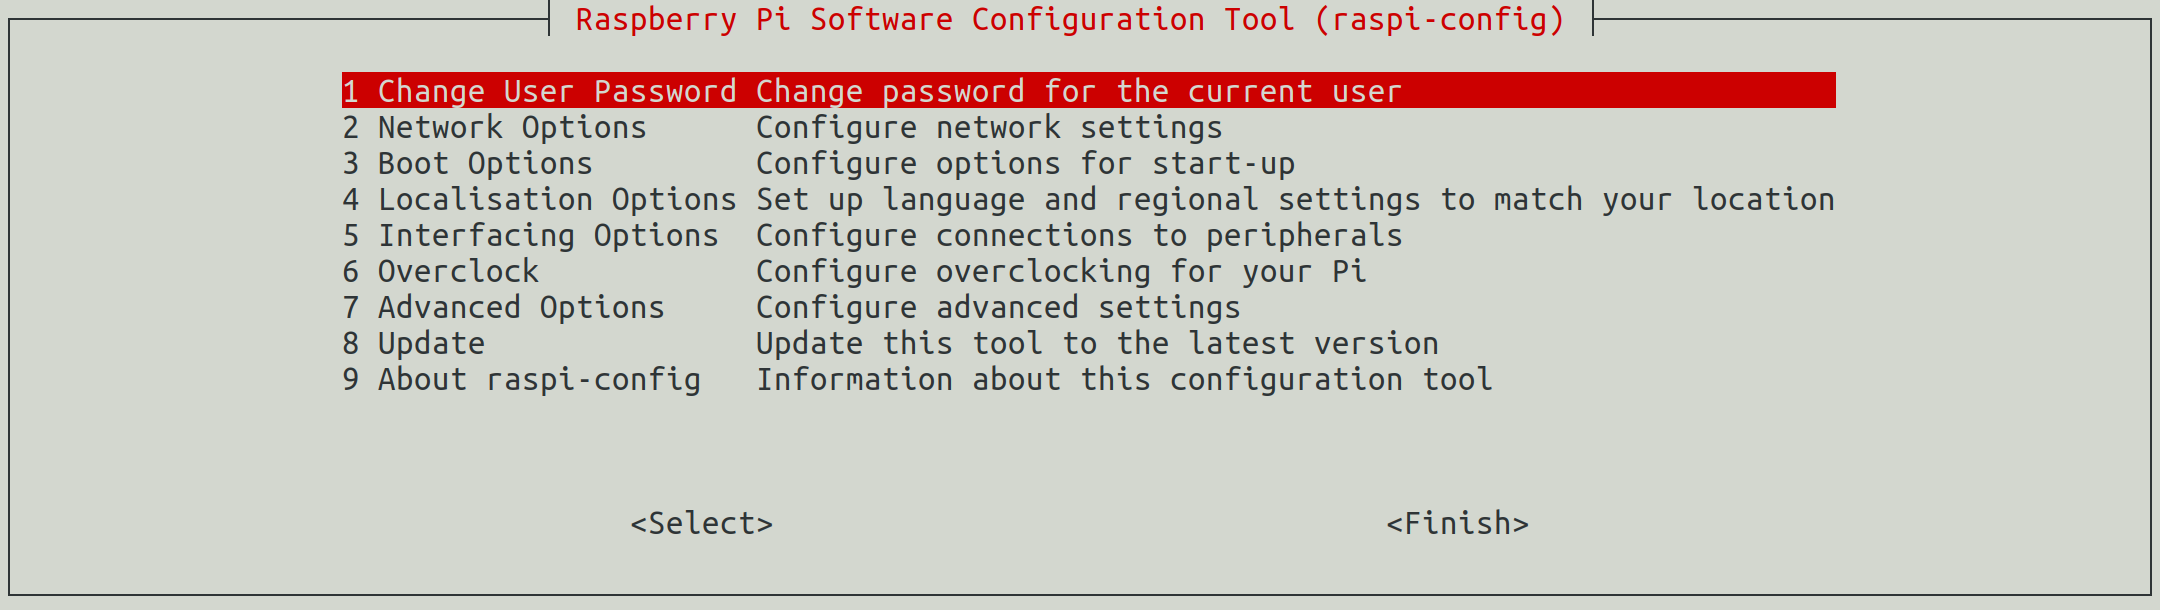 Raspberry Pi Software Configuration Tool (raspi-config)
1 Change User Password Change password for the current user
2 Network Options Configure network settings
3 Boot Options Configure options for start-up
4 Localisation Options Set up language and regional settings to match your location
5 Interfacing Options Configure connections to peripherals
6 Overclock Configure overclocking for your Pi
7 Advanced Options Configure advanced settings
8 Update Update this tool to the latest version
9 About raspi-config Information about this configuration tool
<Select> <Finish>